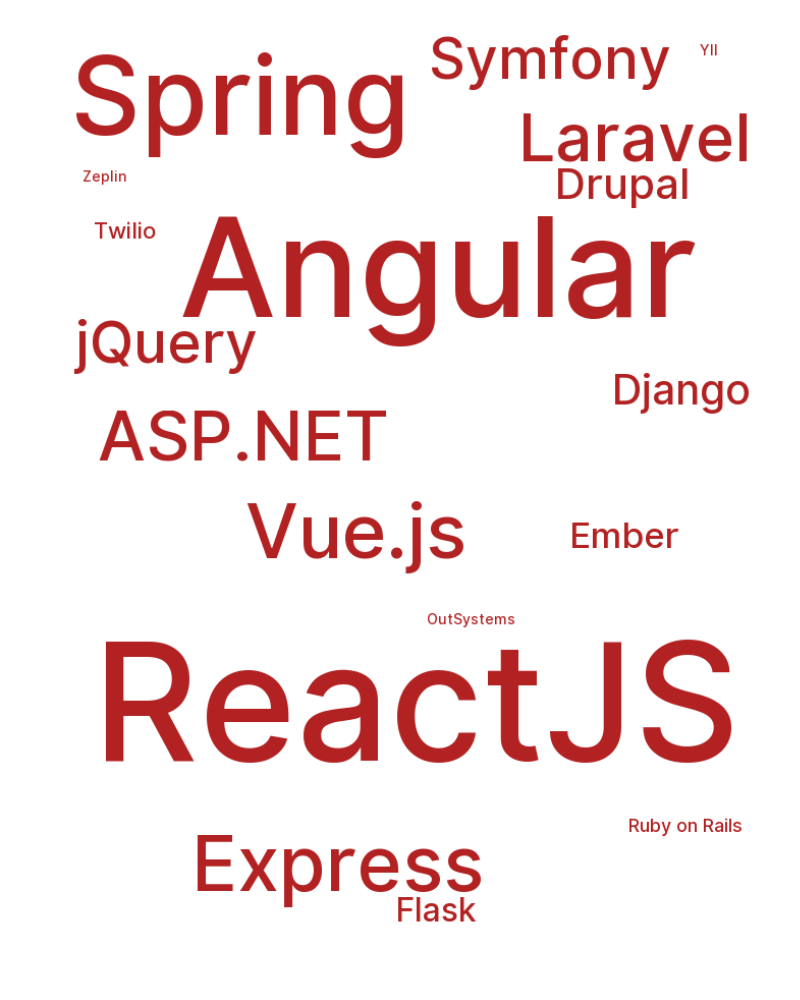 Symfony
YII
Spring
Laravel
Zeplin
Drupal
Twilio
Angular
jQuery
Django
ASP.NET
Vue.js
Ember
OutSystems
ReactJS
Ruby on Rails
Express
Flask